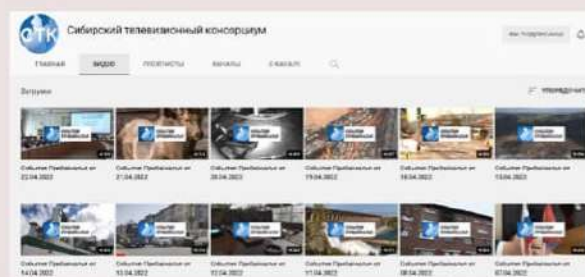 СТК
Сибирский телевизионный консорциум
ВЫ ПОДПИСАНЫ
ГЛАВНАЯ ВИДЕО ПЛЕЙЛИСТЫ КАНАЛЫ О КАНАЛЕ
Загрузки УПОРЯДОЧИТЬ
События Прибайкалья от События Прибайкалья от События Прибайкалья от События Прибайкалья от События Прибайкалья от События Прибайкалья от
22.04.2022 21.04.2022 20.04.2022 19.04.2022 18.04.2022 15.04.2022
События Прибайкалья от События Прибайкалья от События Прибайкалья от События Прибайкалья от События Прибайкалья от События Прибайкалья от
14.04.2022 13.04.2022 12.04.2022 11.04.2022 08.04.2022 07.04.2022